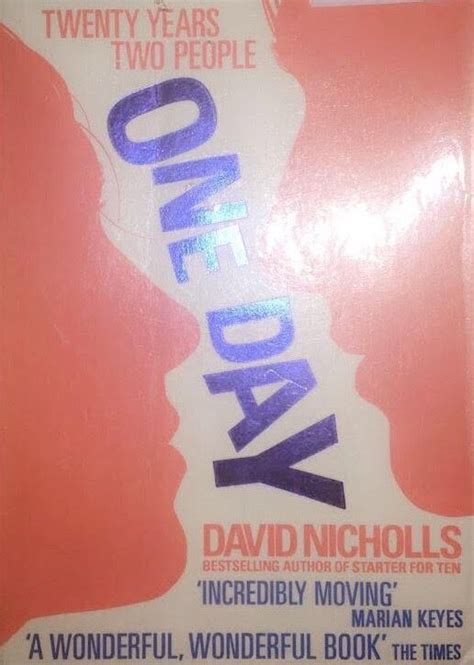 TWENTY YEARS
TWO PEOPLE
ONE DAY
DAVID NICHOLLS
BESTSELLING AUTHOR OF STARTER FOR TEN
'INCREDIBLY MOVING'
MARIAN KEYES
'A WONDERFUL, WONDERFUL BOOK' THE TIMES